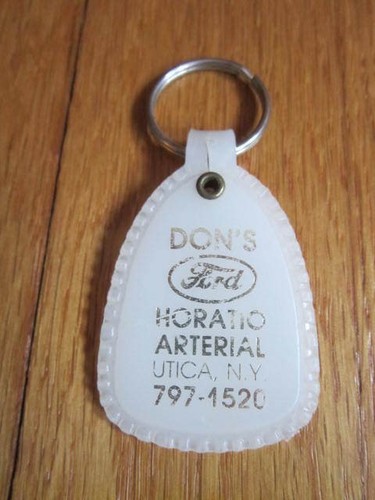 DON'S
Ford
HORATIO
ARTERIAL
UTICA, N.Y.
797-1520